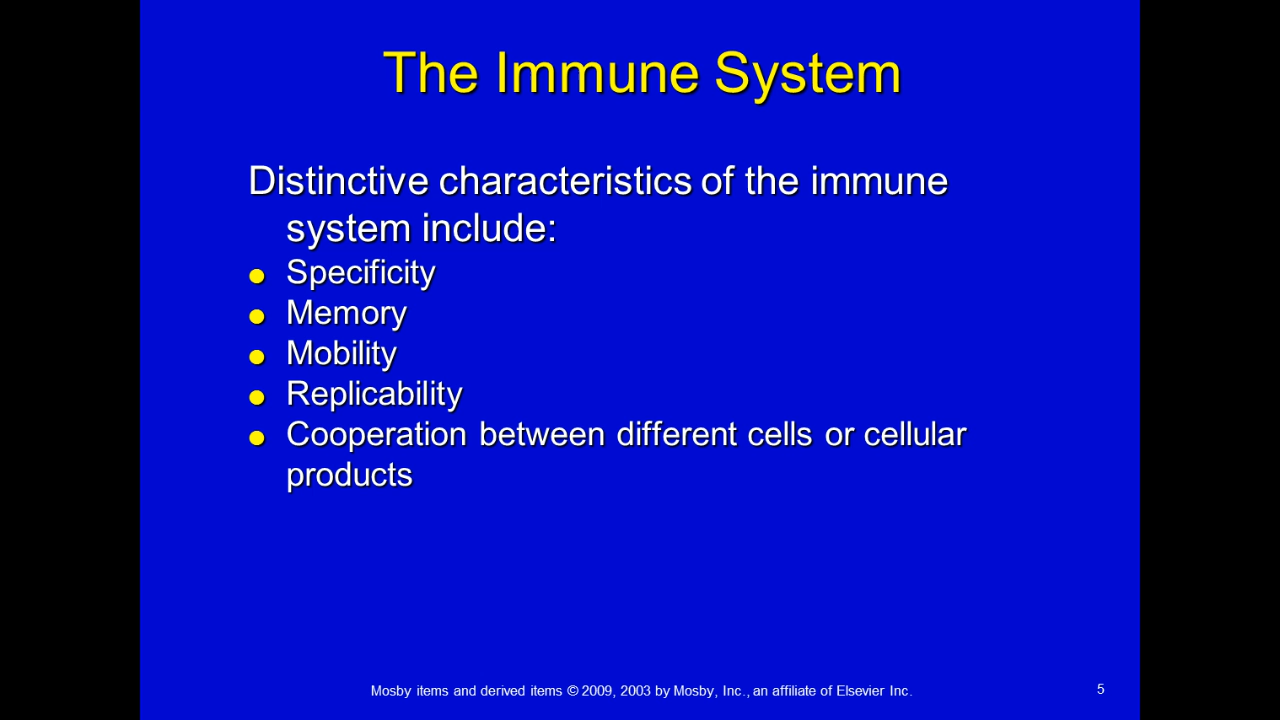 The Immune System
Distinctive characteristics of the immune
system include:
● Specificity
● Memory
● Mobility
● Replicability
● Cooperation between different cells or cellular
products
Mosby items and derived items © 2009, 2003 by Mosby, Inc., an affiliate of Elsevier Inc.
5